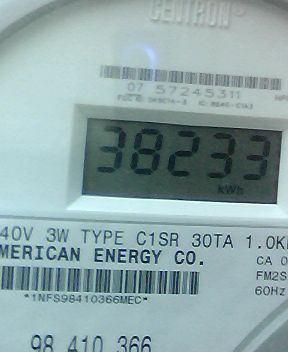 CENTRON®
07 57245311
38233
kWh
40V 3W TYPE C1SR 30TA 1.0K
MERICAN ENERGY CO.
CA 0
*1NFS98410366MEC*
FM2S
60Hz
98 410 366